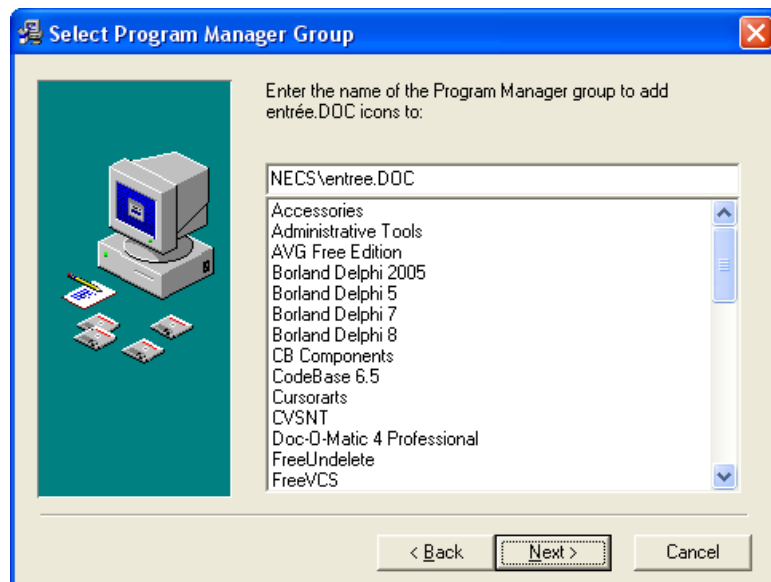 Select Program Manager Group
Enter the name of the Program Manager group to add
entrée.DOC icons to:
NECS\entree.DOC
Accessories
Administrative Tools
AVG Free Edition
Borland Delphi 2005
Borland Delphi 5
Borland Delphi 7
Borland Delphi 8
CB Components
CodeBase 6.5
Cursorarts
CVSNT
Doc-O-Matic 4 Professional
FreeUndelete
FreeVCS
< Back Next > Cancel